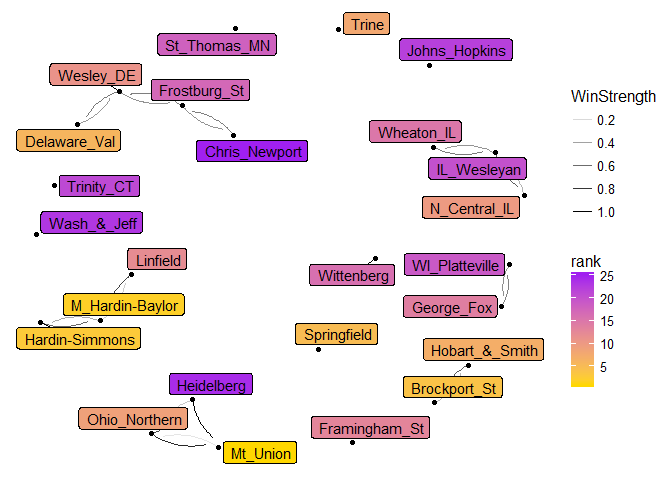 Trine
St_Thomas_MN
Johns_Hopkins
Wesley_DE
Frostburg_St
Delaware_Val
Chris_Newport
Wheaton_IL
IL_Wesleyan
Trinity_CT
N_Central_IL
Wash_&_Jeff
Linfield
Wittenberg
WI_Platteville
M_Hardin-Baylor
George_Fox
Hardin-Simmons
Springfield
Hobart_&_Smith
Heidelberg
Brockport_St
Ohio_Northern
Framingham_St
Mt_Union
WinStrength
0.2
0.4
0.6
0.8
1.0
rank
25
20
15
10
5